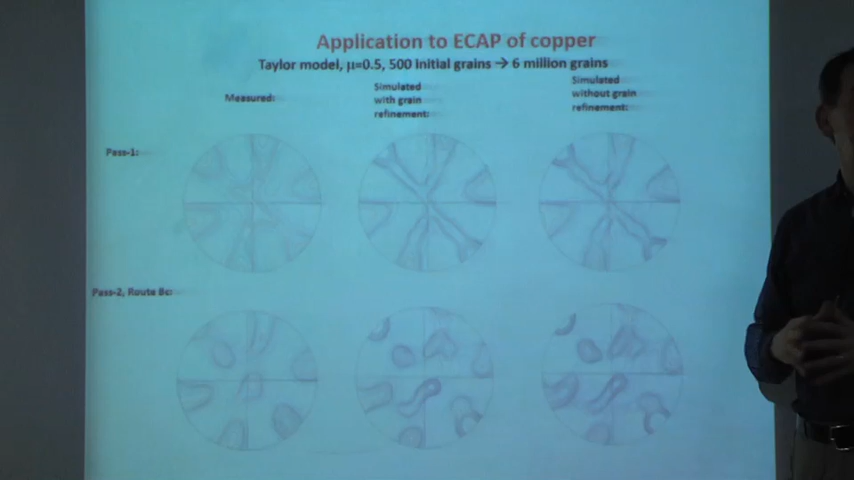 Application to ECAP of copper
Taylor model, μ=0.5, 500 initial grains → 6 million grains
Measured:
Simulated
with grain
refinement:
Simulated
without grain
refinement:
Pass-1:
Pass-2, Route Bc: